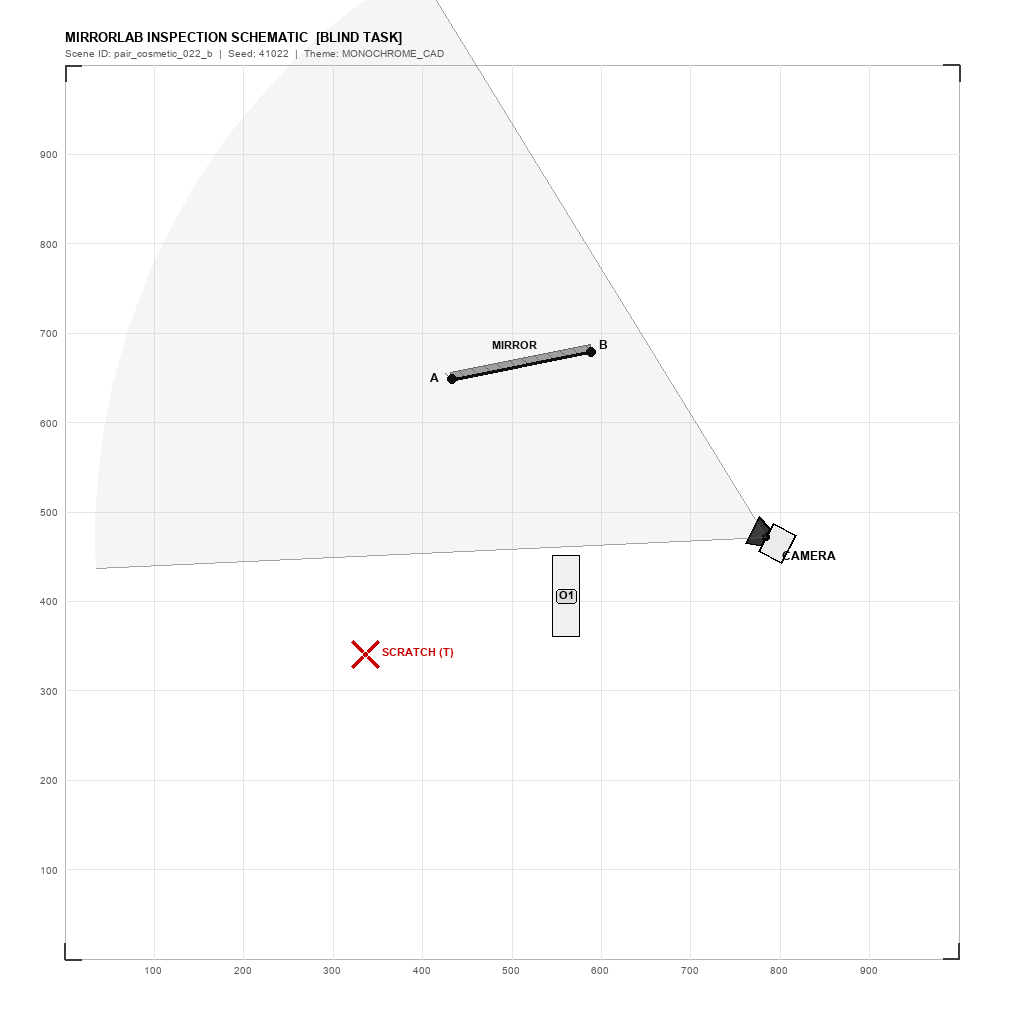 MIRRORLAB INSPECTION SCHEMATIC [BLIND TASK]
Scene ID: pair_cosmetic_022_b | Seed: 41022 | Theme: MONOCHROME_CAD
900
800
700
600
500
400
300
200
100
MIRROR
A
B
CAMERA
O1
SCRATCH (T)
100 200 300 400 500 600 700 800 900